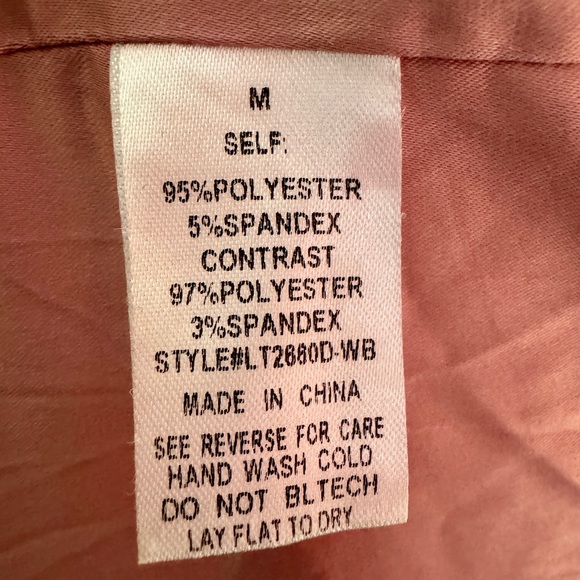 M
SELF:
95%POLYESTER
5%SPANDEX
CONTRAST
97%POLYESTER
3%SPANDEX
STYLE#LT2660D-WB
MADE IN CHINA
SEE REVERSE FOR CARE
HAND WASH COLD
DO NOT BLTECH
LAY FLAT TO DRY